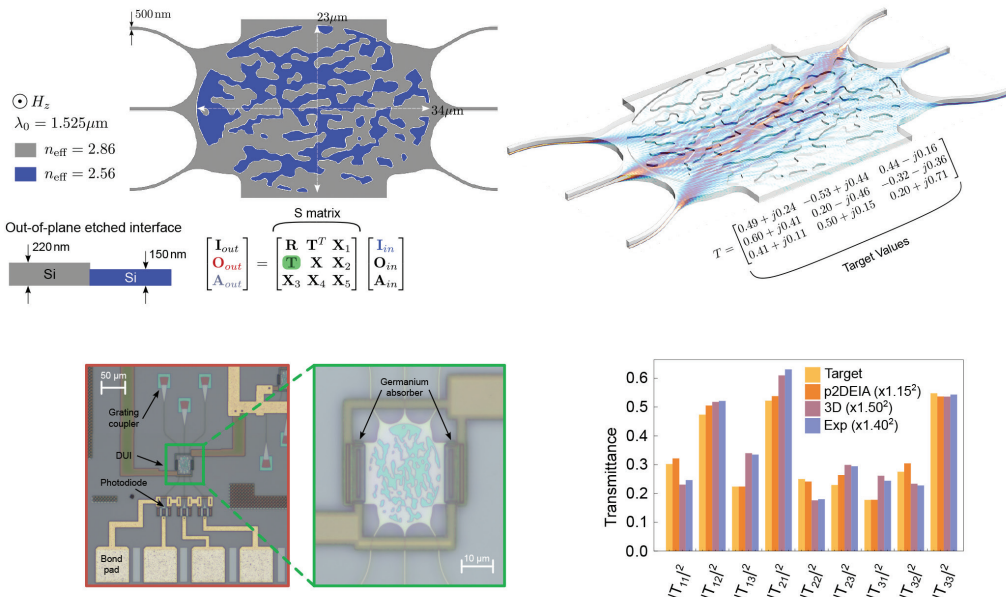 500 nm
23μm
34μm
⊙ H_z
λ_0 = 1.525μm
n_eff = 2.86
n_eff = 2.56
Out-of-plane etched interface
220 nm
150 nm
Si
Si
S matrix
[I_out] = [R T^T X_1] [I_in]
[O_out] [T X X_2] [O_in]
[A_out] [X_3 X_4 X_5] [A_in]
T = [0.49 + j0.24 −0.53 + j0.44 0.44 − j0.16]
[0.60 + j0.41 0.20 − j0.46 −0.32 − j0.36]
[0.41 + j0.11 0.50 + j0.15 0.20 + j0.71]
Target Values
50 μm
Grating
coupler
DUI
Photodiode
Bond
pad
Germanium
absorber
10 μm
Transmittance
0.6
0.5
0.4
0.3
0.2
0.1
0.0
Target
p2DEIA (x1.15²)
3D (x1.50²)
Exp (x1.40²)
|T_11|²
|T_12|²
|T_13|²
|T_21|²
|T_22|²
|T_23|²
|T_31|²
|T_32|²
|T_33|²